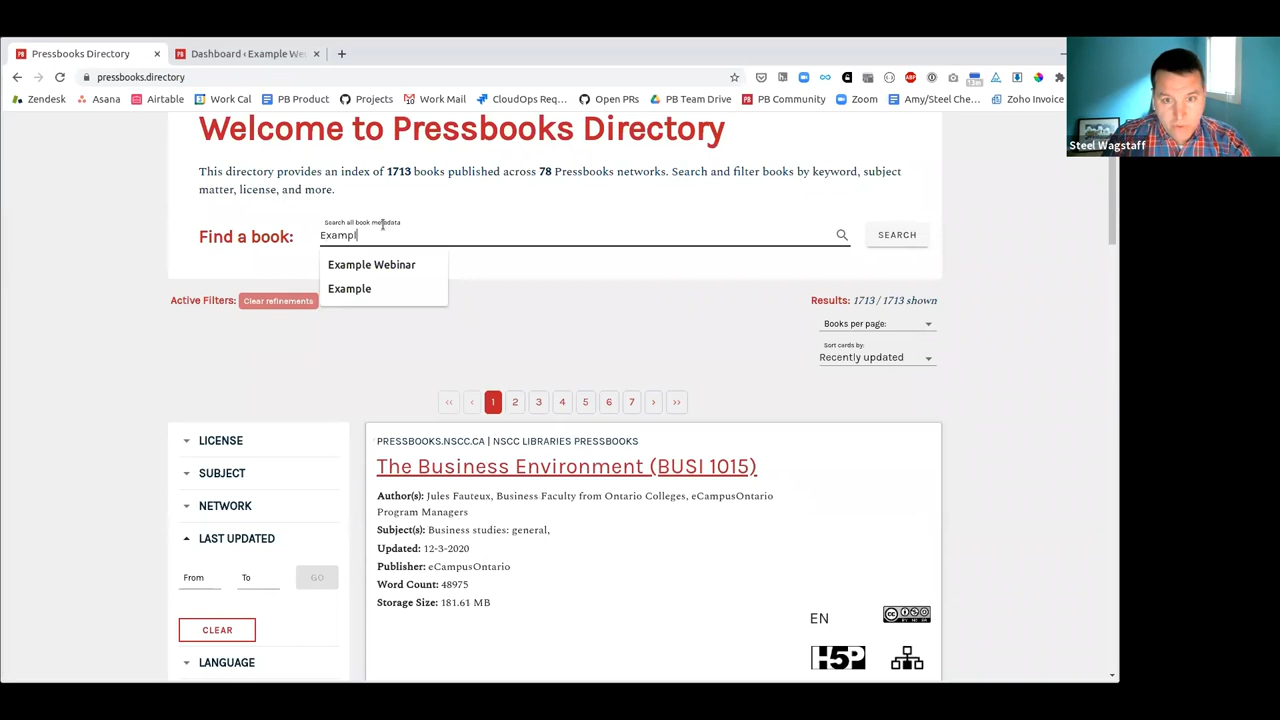 Pressbooks Directory
Dashboard ‹ Example We
pressbooks.directory
Zendesk Asana Airtable Work Cal PB Product Projects Work Mail CloudOps Req... Open PRs PB Team Drive PB Community Zoom Amy/Steel Che... Zoho Invoice
Steel Wagstaff
Welcome to Pressbooks Directory
This directory provides an index of 1713 books published across 78 Pressbooks networks. Search and filter books by keyword, subject
matter, license, and more.
Search all book metadata
Find a book: Exampl SEARCH
Example Webinar
Example
Active Filters: Clear refinements
Results: 1713 / 1713 shown
Books per page:
Sort cards by:
Recently updated
<< < 1 2 3 4 5 6 7 > >>
LICENSE
SUBJECT
NETWORK
LAST UPDATED
From To GO
CLEAR
LANGUAGE
PRESSBOOKS.NSCC.CA | NSCC LIBRARIES PRESSBOOKS
The Business Environment (BUSI 1015)
Author(s): Jules Fauteux, Business Faculty from Ontario Colleges, eCampusOntario
Program Managers
Subject(s): Business studies: general,
Updated: 12-3-2020
Publisher: eCampusOntario
Word Count: 48975
Storage Size: 181.61 MB
EN
H5P